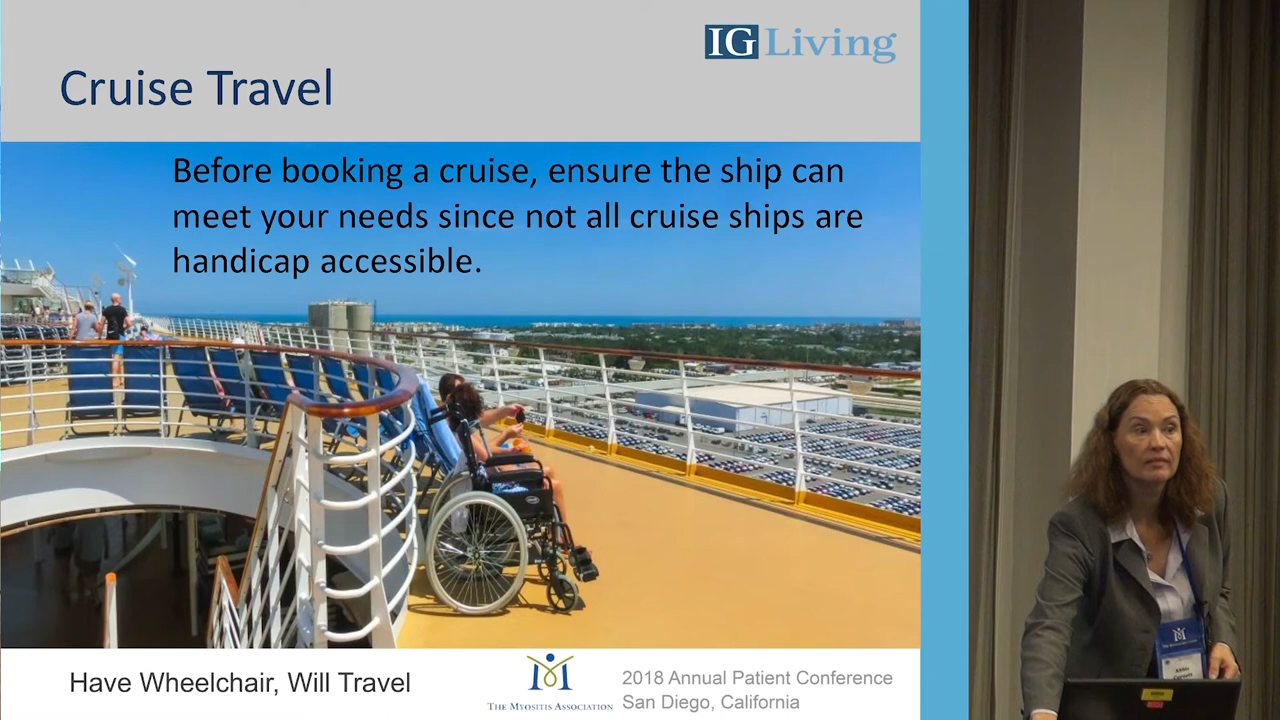 IG Living
Cruise Travel
Before booking a cruise, ensure the ship can
meet your needs since not all cruise ships are
handicap accessible.
Have Wheelchair, Will Travel
THE MYOSITIS ASSOCIATION
2018 Annual Patient Conference
San Diego, California